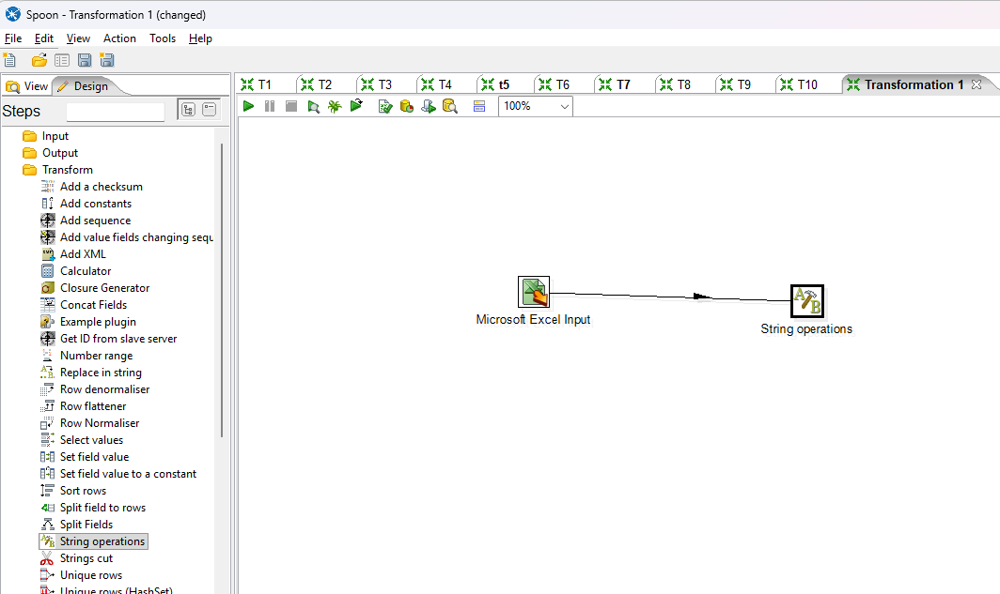 Spoon - Transformation 1 (changed)
File Edit View Action Tools Help
View Design
T1 T2 T3 T4 t5 T6 T7 T8 T9 T10 Transformation 1
Steps
100%
Input
Output
Transform
Add a checksum
Add constants
Add sequence
Add value fields changing sequ
Add XML
Calculator
Closure Generator
Concat Fields
Example plugin
Get ID from slave server
Number range
Replace in string
Row denormaliser
Row flattener
Row Normaliser
Select values
Set field value
Set field value to a constant
Sort rows
Split field to rows
Split Fields
String operations
Strings cut
Unique rows
Unique rows (HashSet)
Microsoft Excel Input
String operations